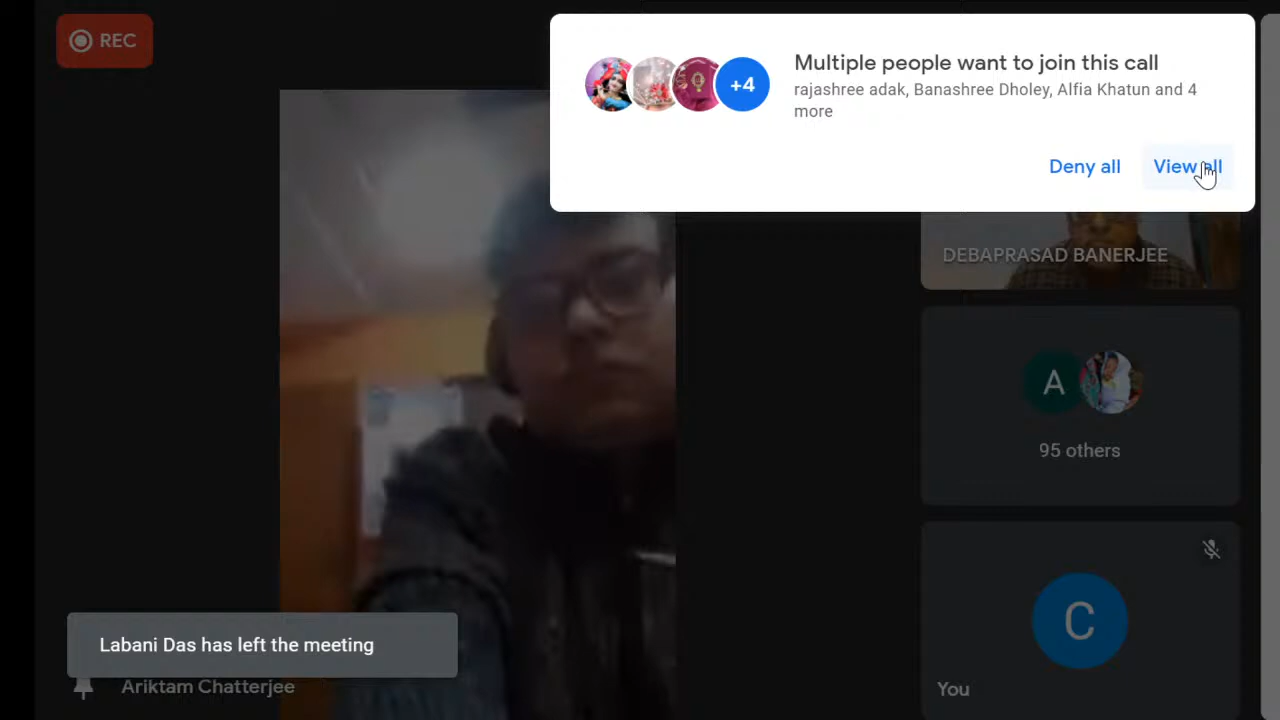 REC
+4
Multiple people want to join this call
rajashree adak, Banashree Dholey, Alfia Khatun and 4
more
Deny all
View all
DEBAPRASAD BANERJEE
A
95 others
Labani Das has left the meeting
Ariktam Chatterjee
C
You